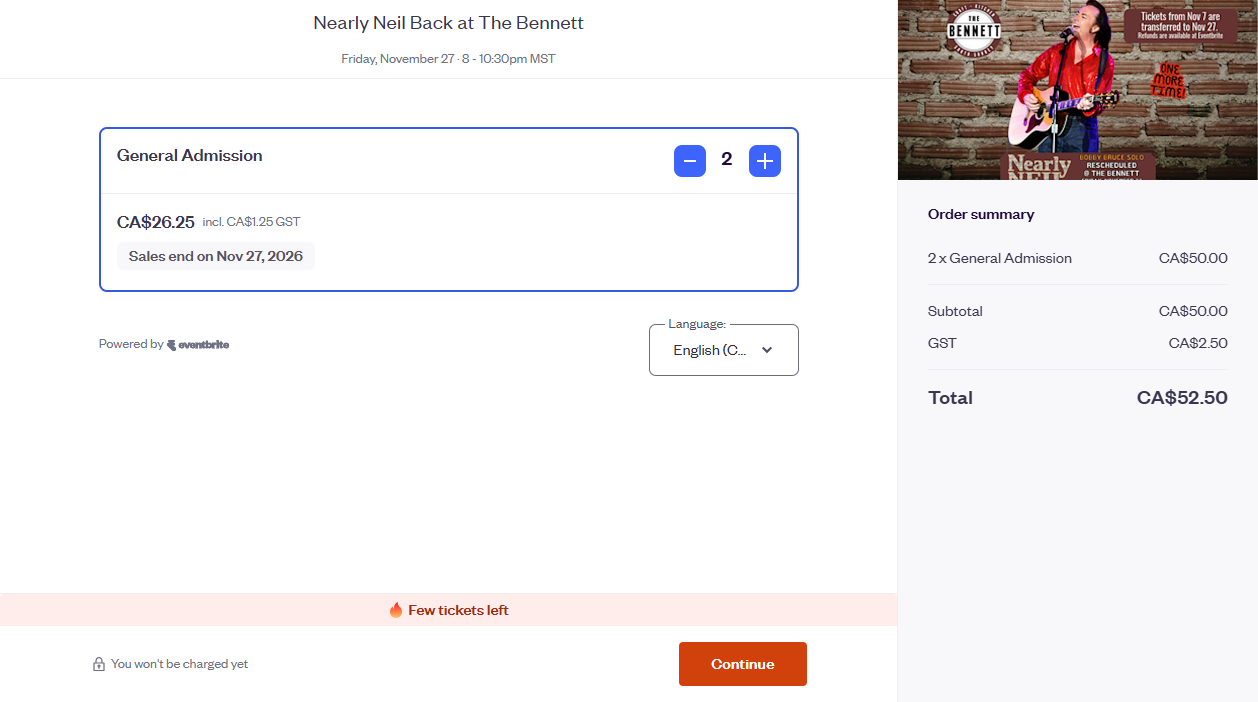 Nearly Neil Back at The Bennett
Friday, November 27 · 8 - 10:30pm MST
General Admission
2
CA$26.25 incl. CA$1.25 GST
Sales end on Nov 27, 2026
Powered by eventbrite
Language:
English (C...
Few tickets left
You won't be charged yet
Continue
THE
BENNETT
Tickets from Nov 7 are
transferred to Nov 27.
Refunds are available at Eventbrite
ONE
MORE
TIME!
Nearly
NEIL
BOBBY BRUCE SOLO
RESCHEDULED
@ THE BENNETT
Order summary
2 x General Admission CA$50.00
Subtotal CA$50.00
GST CA$2.50
Total CA$52.50